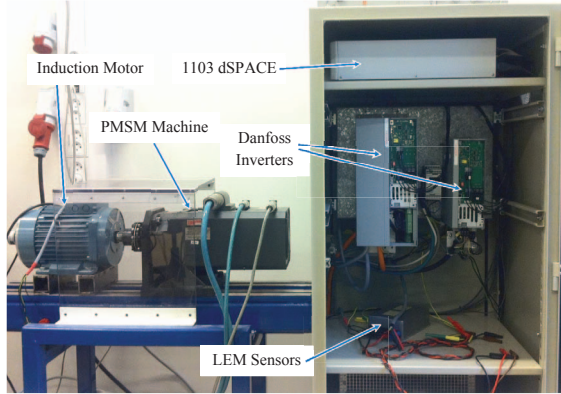 Induction Motor
1103 dSPACE
PMSM Machine
Danfoss
Inverters
LEM Sensors